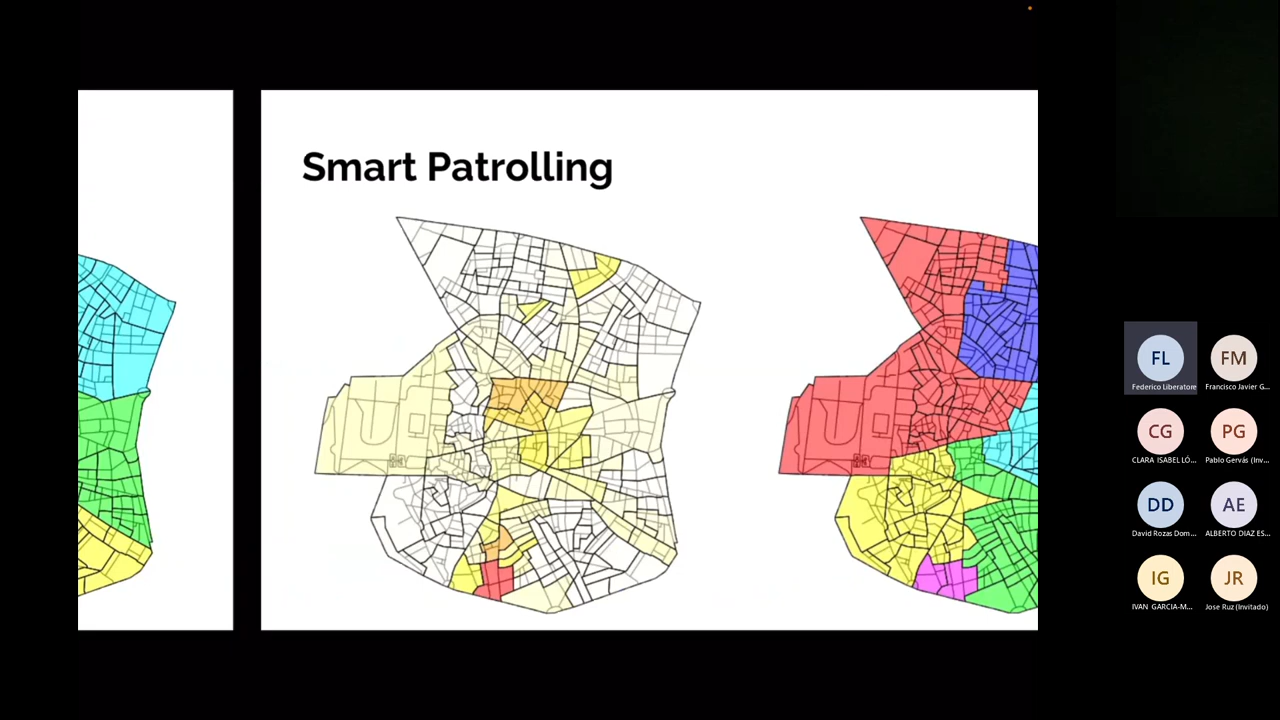 Smart Patrolling
FL
FM
Federico Liberatore
Francisco Javier G...
CG
PG
CLARA ISABEL LÓ...
Pablo Gervás (Inv...
DD
AE
David Rozas Dom...
ALBERTO DIAZ ES...
IG
JR
IVAN GARCIA-M...
Jose Ruz (Invitado)